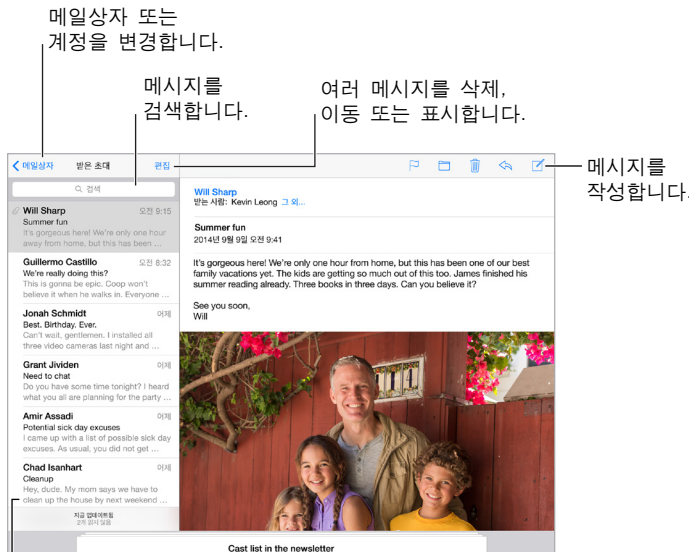 메일상자 또는
계정을 변경합니다.
메시지를
검색합니다.
여러 메시지를 삭제,
이동 또는 표시합니다.
메시지를
작성합니다.
메일상자 받은 초대 편집
검색
Will Sharp 오전 9:15
Summer fun
It's gorgeous here! We're only one hour
away from home, but this has been ...
Guillermo Castillo 오전 8:32
We're really doing this?
This is gonna be epic. Coop won't
believe it when he walks in. Everyone ...
Jonah Schmidt 어제
Best. Birthday. Ever.
Can't wait, gentlemen. I installed all
three video cameras last night and ...
Grant Jividen 어제
Need to chat
Do you have some time tonight? I heard
what you all are planning for the party ...
Amir Assadi 어제
Potential sick day excuses
I came up with a list of possible sick day
excuses. As usual, you did not get ...
Chad Isanhart 어제
Cleanup
Hey, dude. My mom says we have to
clean up the house by next weekend ...
지금 업데이트됨
2개 읽지 않음
Will Sharp
받는 사람: Kevin Leong 그 외...
Summer fun
2014년 9월 9일 오전 9:41
It's gorgeous here! We're only one hour from home, but this has been one of our best
family vacations yet. The kids are getting so much out of this too. James finished his
summer reading already. Three books in three days. Can you believe it?
See you soon,
Will
Cast list in the newsletter